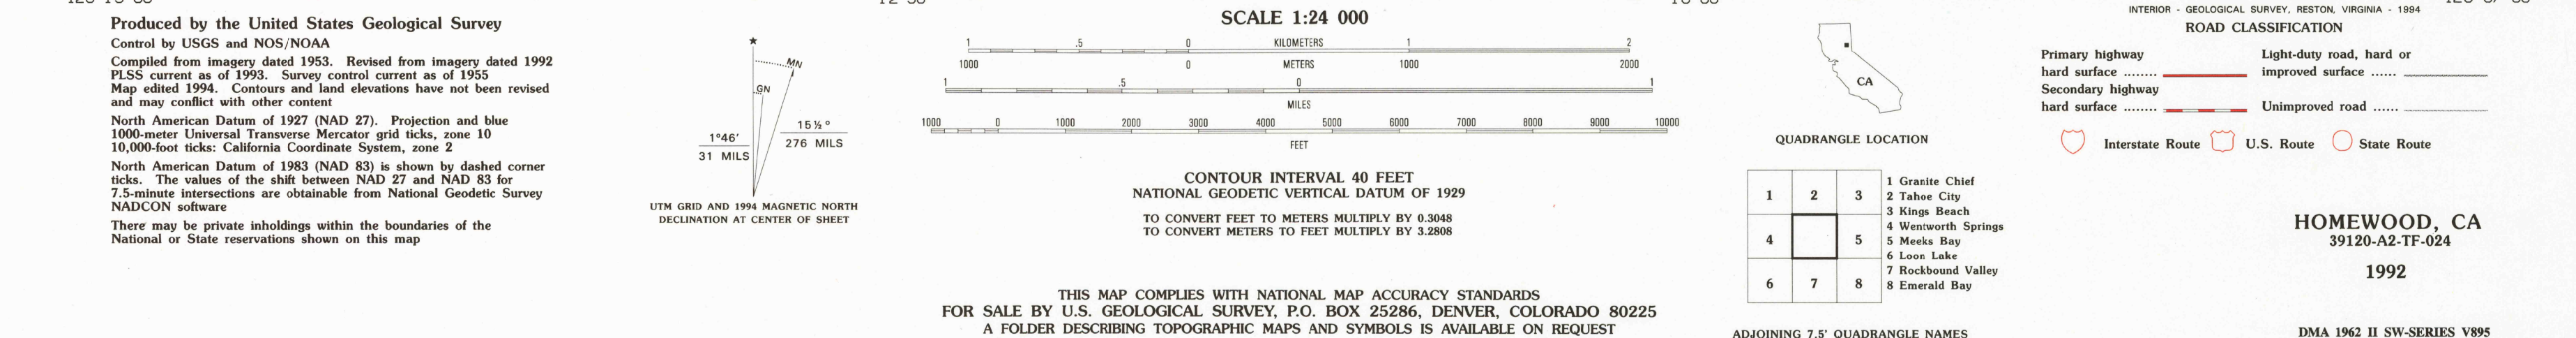 Produced by the United States Geological Survey
Control by USGS and NOS/NOAA
Compiled from imagery dated 1953. Revised from imagery dated 1992
PLSS current as of 1993. Survey control current as of 1955
Map edited 1994. Contours and land elevations have not been revised
and may conflict with other content
North American Datum of 1927 (NAD 27). Projection and blue
1000-meter Universal Transverse Mercator grid ticks, zone 10
10,000-foot ticks: California Coordinate System, zone 2
North American Datum of 1983 (NAD 83) is shown by dashed corner
ticks. The values of the shift between NAD 27 and NAD 83 for
7.5-minute intersections are obtainable from National Geodetic Survey
NADCON software
There may be private inholdings within the boundaries of the
National or State reservations shown on this map
★
MN
GN
1°46′
31 MILS
15½°
276 MILS
UTM GRID AND 1994 MAGNETIC NORTH
DECLINATION AT CENTER OF SHEET
SCALE 1:24 000
1 .5 0 KILOMETERS 1 2
1000 0 METERS 1000 2000
1 .5 0 1
MILES
1000 0 1000 2000 3000 4000 5000 6000 7000 8000 9000 10000
FEET
CONTOUR INTERVAL 40 FEET
NATIONAL GEODETIC VERTICAL DATUM OF 1929
TO CONVERT FEET TO METERS MULTIPLY BY 0.3048
TO CONVERT METERS TO FEET MULTIPLY BY 3.2808
THIS MAP COMPLIES WITH NATIONAL MAP ACCURACY STANDARDS
FOR SALE BY U.S. GEOLOGICAL SURVEY, P.O. BOX 25286, DENVER, COLORADO 80225
A FOLDER DESCRIBING TOPOGRAPHIC MAPS AND SYMBOLS IS AVAILABLE ON REQUEST
CA
QUADRANGLE LOCATION
1 2 3
4 5
6 7 8
1 Granite Chief
2 Tahoe City
3 Kings Beach
4 Wentworth Springs
5 Meeks Bay
6 Loon Lake
7 Rockbound Valley
8 Emerald Bay
ADJOINING 7.5′ QUADRANGLE NAMES
INTERIOR - GEOLOGICAL SURVEY, RESTON, VIRGINIA - 1994
ROAD CLASSIFICATION
Primary highway
hard surface ........
Secondary highway
hard surface ........
Light-duty road, hard or
improved surface ......
Unimproved road ......
Interstate Route U.S. Route State Route
HOMEWOOD, CA
39120-A2-TF-024
1992
DMA 1962 II SW-SERIES V895